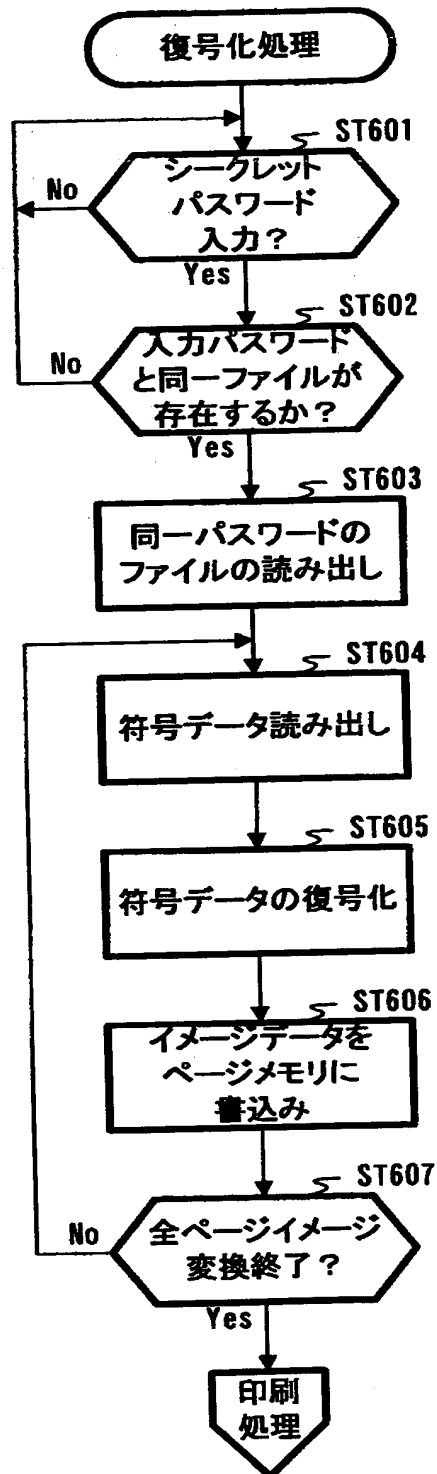 復号化処理
ST601
シークレット
パスワード
入力?
No
Yes
ST602
入力パスワード
と同一ファイルが
存在するか?
No
Yes
ST603
同一パスワードの
ファイルの読み出し
ST604
符号データ読み出し
ST605
符号データの復号化
ST606
イメージデータを
ページメモリに
書込み
ST607
全ページイメージ
変換終了?
No
Yes
印刷
処理